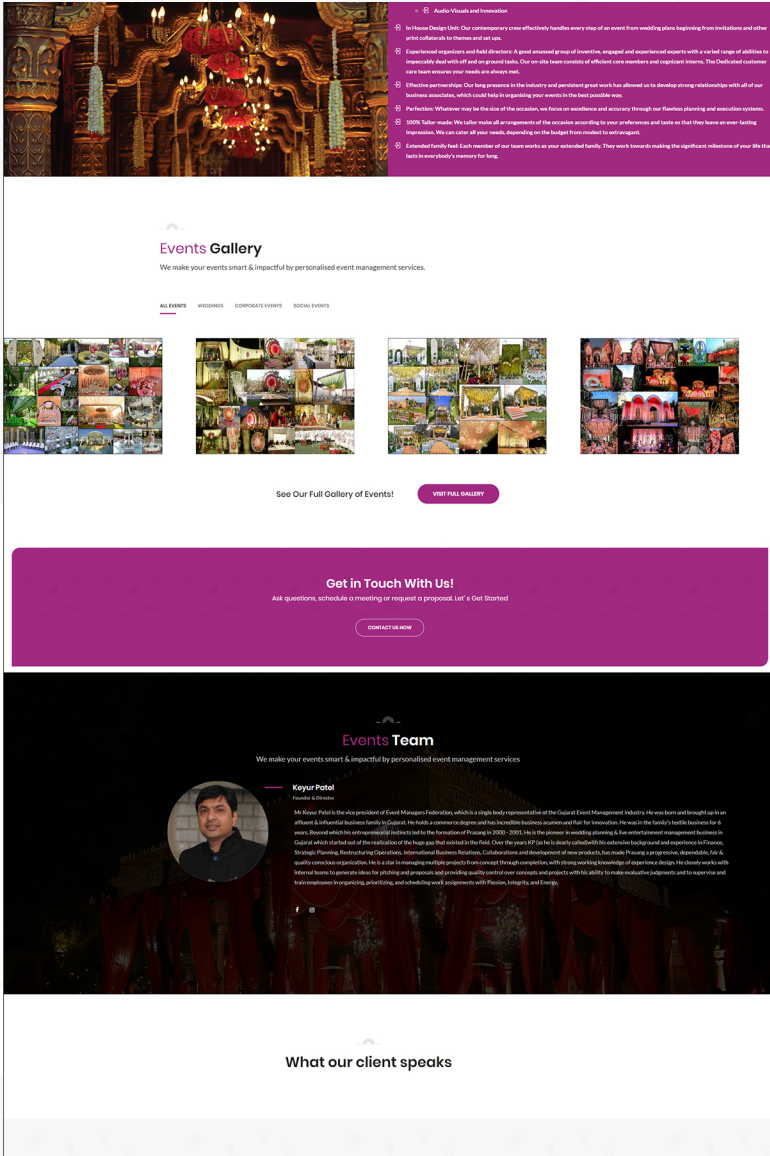 Audio-Visuals and Innovation
In House Design Unit: Our contemporary crew effectively handles every step of an event from wedding plans beginning from invitations and other
print collaterals to themes and set ups.
Experienced organizers and field directors: A good amassed group of inventive, engaged and experienced experts with a varied range of abilities to
impeccably deal with off and on ground tasks. Our on-site team consists of efficient core members and cognizant Interns. The Dedicated customer
care team ensures your needs are always met.
Effective partnerships: Our long presence in the industry and persistent great work has allowed us to develop strong relationships with all of our
business associates, which could help in organising your events in the best possible way.
Perfection: Whatever may be the size of the occasion, we focus on excellence and accuracy through our flawless planning and execution systems.
100% Tailor-made: We tailor make all arrangements of the occasion according to your preferences and taste so that they leave an ever-lasting
impression. We can cater all your needs, depending on the budget from modest to extravagant.
Extended family feel: Each member of our team works as your extended family. They work towards making the significant milestone of your life tha
lasts in everybody's memory for long.
Events Gallery
We make your events smart & impactful by personalised event management services.
ALL EVENTS WEDDINGS CORPORATE EVENTS SOCIAL EVENTS
See Our Full Gallery of Events! VISIT FULL GALLERY
Get in Touch With Us!
Ask questions, schedule a meeting or request a proposal. Let' s Get Started
CONTACT US NOW
Events Team
We make your events smart & impactful by personalised event management services
Keyur Patel
Founder & Director
Mr Keyur Patel is the vice president of Event Managers Federation, which is a single body representative of the Gujarat Event Management industry. He was born and brought up in an
affluent & influential business family in Gujarat. He holds a commerce degree and has incredible business acumen and flair for innovation. He was in the family's textile business for 6
years. Beyond which his entrepreneurial instincts led to the formation of Prasang in 2000 - 2001. He is the pioneer in wedding planning & live entertainment management business in
Gujarat which started out of the realization of the huge gap that existed in the field. Over the years KP (as he is dearly called)with his extensive background and experience in Finance,
Strategic Planning, Restructuring Operations, International Business Relations, Collaborations and development of new products, has made Prasang a progressive, dependable, fair &
quality conscious organization. He is a star in managing multiple projects from concept through completion, with strong working knowledge of experience design. He closely works with
internal teams to generate ideas for pitching and proposals and providing quality control over concepts and projects with his ability to make evaluative judgments and to supervise and
train employees in organizing, prioritizing, and scheduling work assignments with Passion, Integrity, and Energy.
What our client speaks